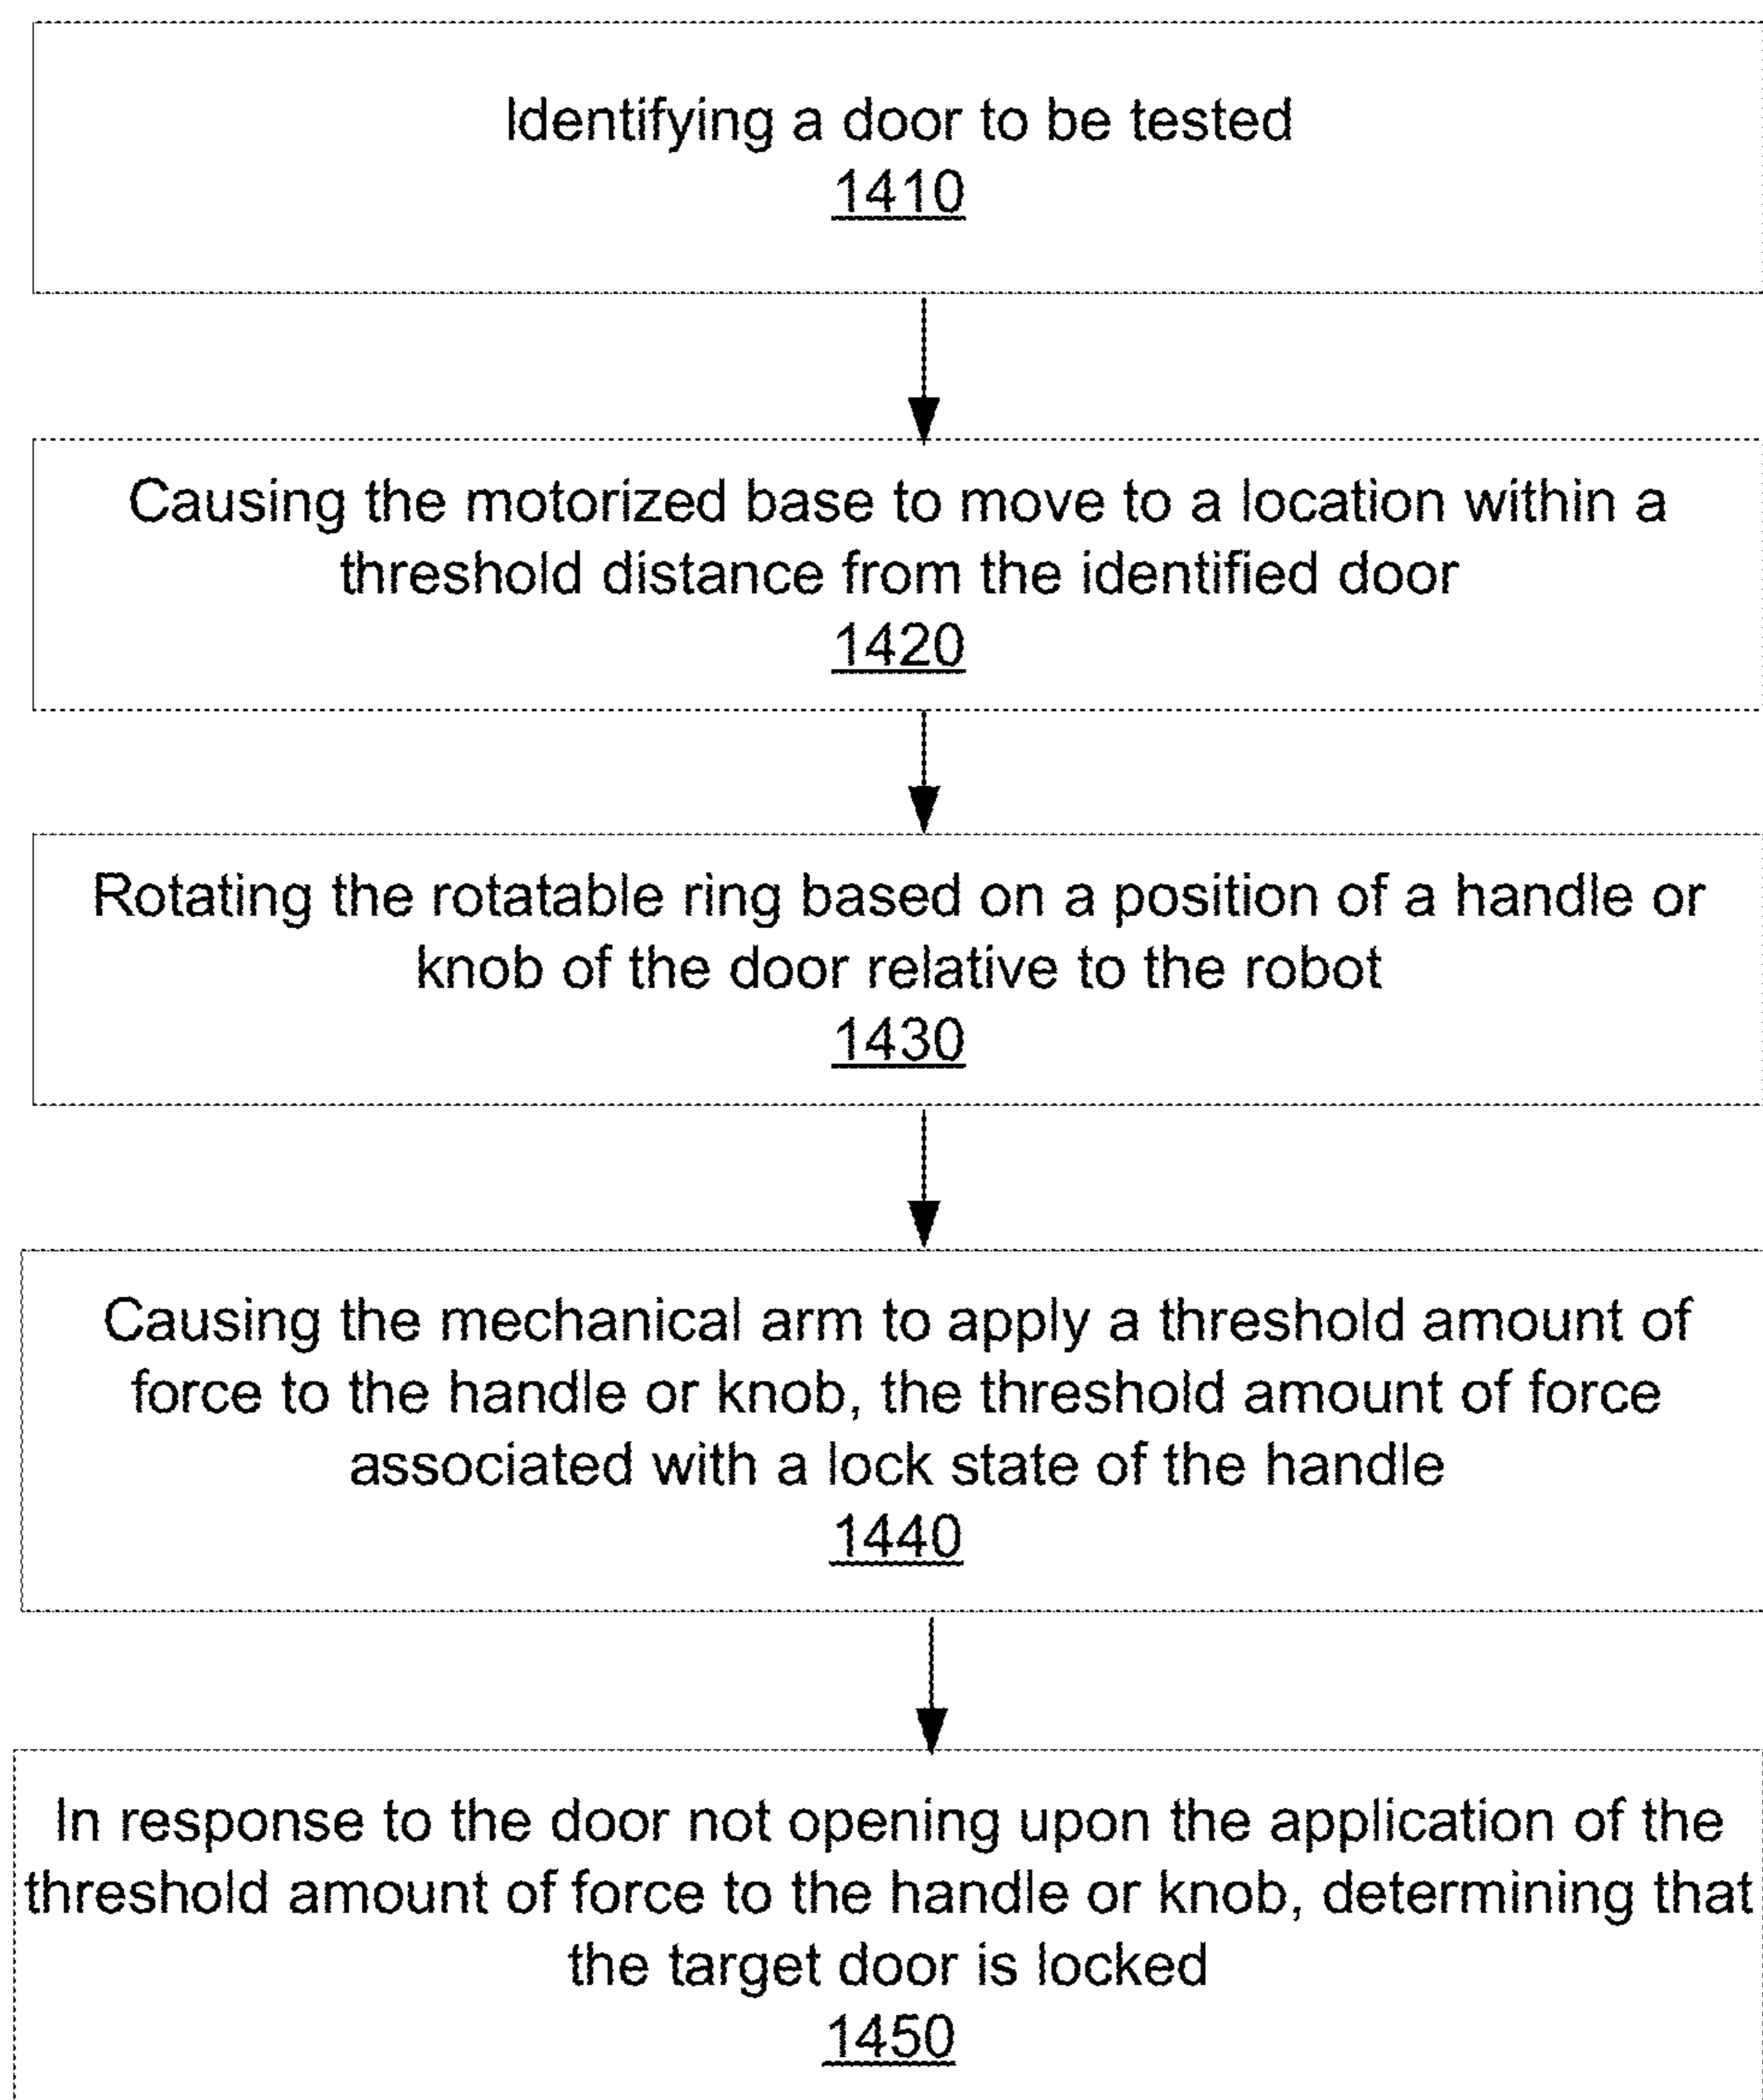 Identifying a door to be tested
1410
Causing the motorized base to move to a location within a
threshold distance from the identified door
1420
Rotating the rotatable ring based on a position of a handle or
knob of the door relative to the robot
1430
Causing the mechanical arm to apply a threshold amount of
force to the handle or knob, the threshold amount of force
associated with a lock state of the handle
1440
In response to the door not opening upon the application of the
threshold amount of force to the handle or knob, determining that
the target door is locked
1450